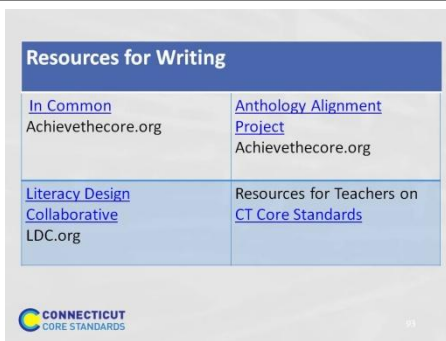 Resources for Writing
In Common
Achievethecore.org
Anthology Alignment
Project
Achievethecore.org
Literacy Design
Collaborative
LDC.org
Resources for Teachers on
CT Core Standards
CONNECTICUT
CORE STANDARDS